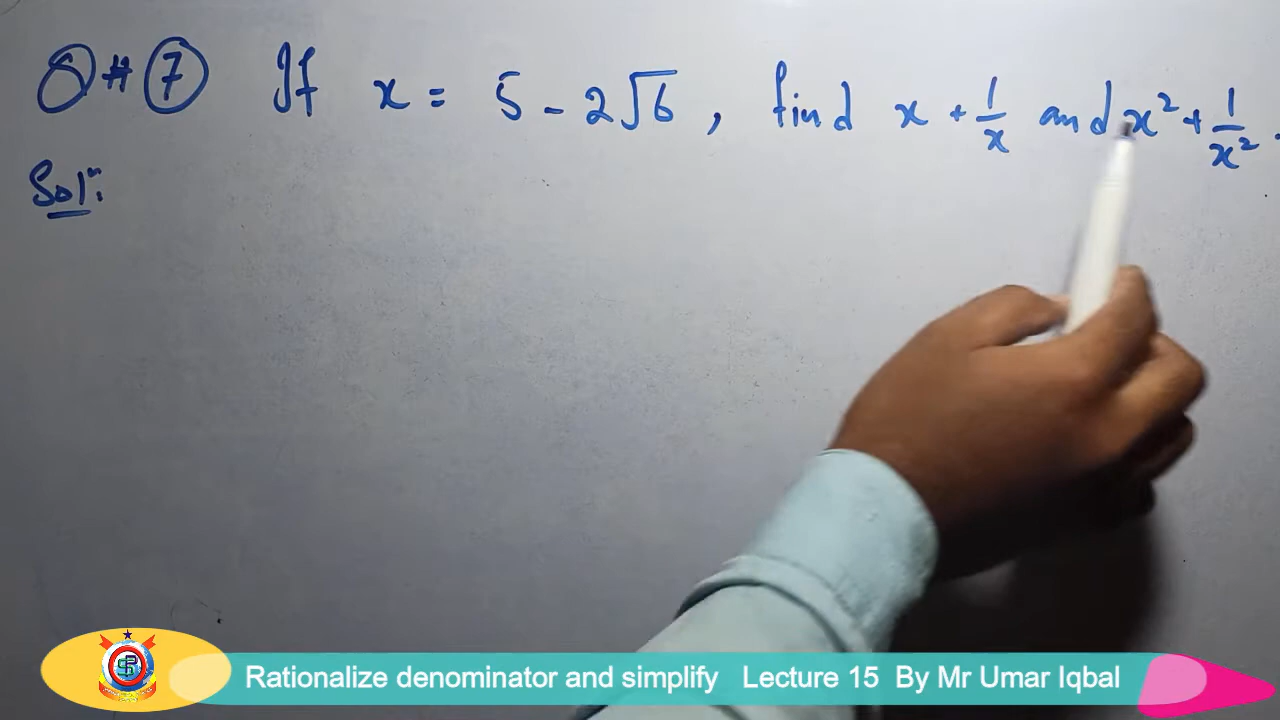 Q # 7 If x = 5 - 2√6 , find x + 1/x and x² + 1/x² .
Solⁿ:
Rationalize denominator and simplify Lecture 15 By Mr Umar Iqbal